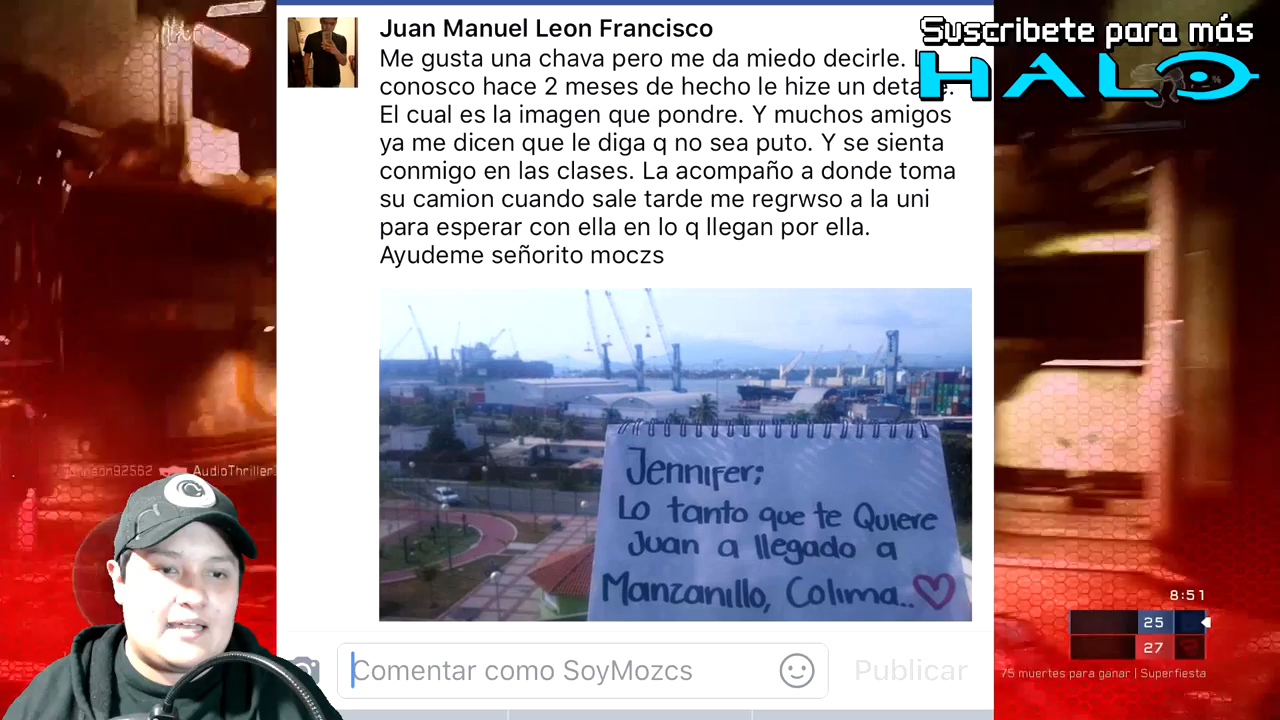 Juan Manuel Leon Francisco
Suscribete para más
HALO
Me gusta una chava pero me da miedo decirle.
conosco hace 2 meses de hecho le hize un
El cual es la imagen que pondre. Y muchos amigos
ya me dicen que le diga q no sea puto. Y se sienta
conmigo en las clases. La acompaño a donde toma
su camion cuando sale tarde me regrwso a la uni
para esperar con ella en lo q llegan por ella.
Ayudeme señorito moczs
Jennifer;
Lo tanto que te Quiere
Juan a llegado a
Manzanillo, Colima..
AudioThriller
8:51
25
27
75 muertes para ganar | Superfiesta
Comentar como SoyMozcs
Publicar